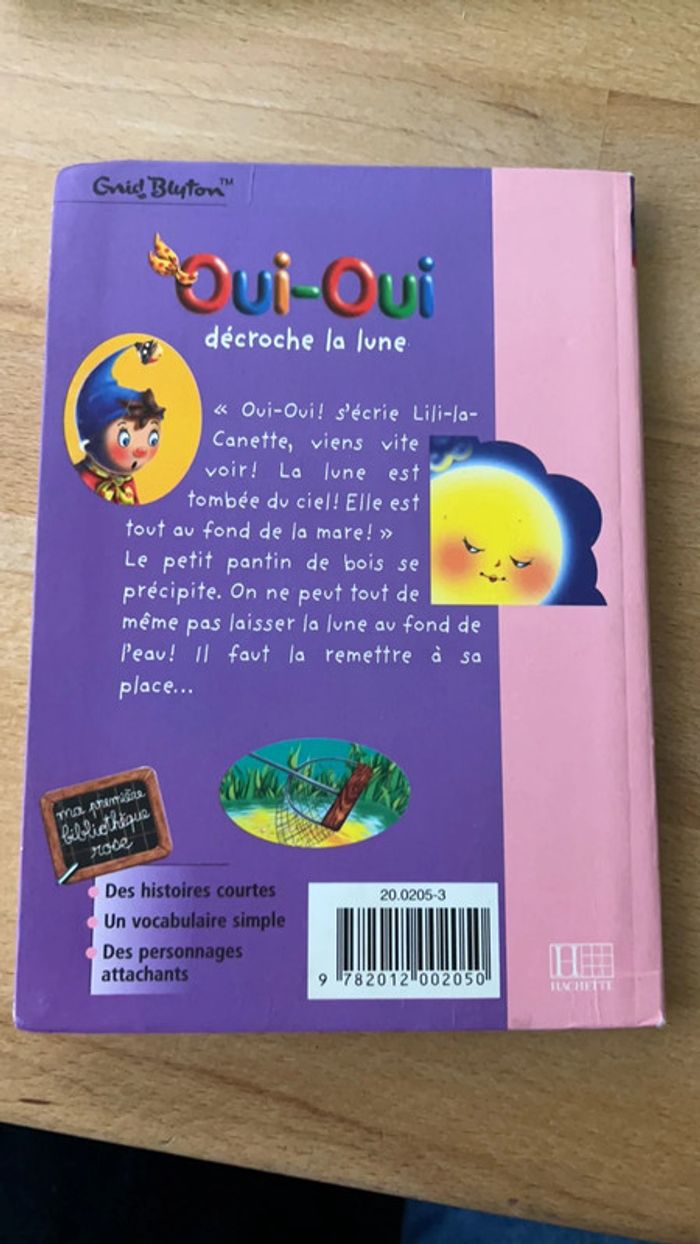 Enid Blyton™
Oui-Oui
décroche la lune
« Oui-Oui! s'écrie Lili-la-
Canette, viens vite
voir! La lune est
tombée du ciel! Elle est
tout au fond de la mare! »
Le petit pantin de bois se
précipite. On ne peut tout de
même pas laisser la lune au fond de
l'eau! Il faut la remettre à sa
place...
ma première
bibliothèque
rose
Des histoires courtes
Un vocabulaire simple
Des personnages
attachants
20.0205-3
9 782012 002050
H
HACHETTE